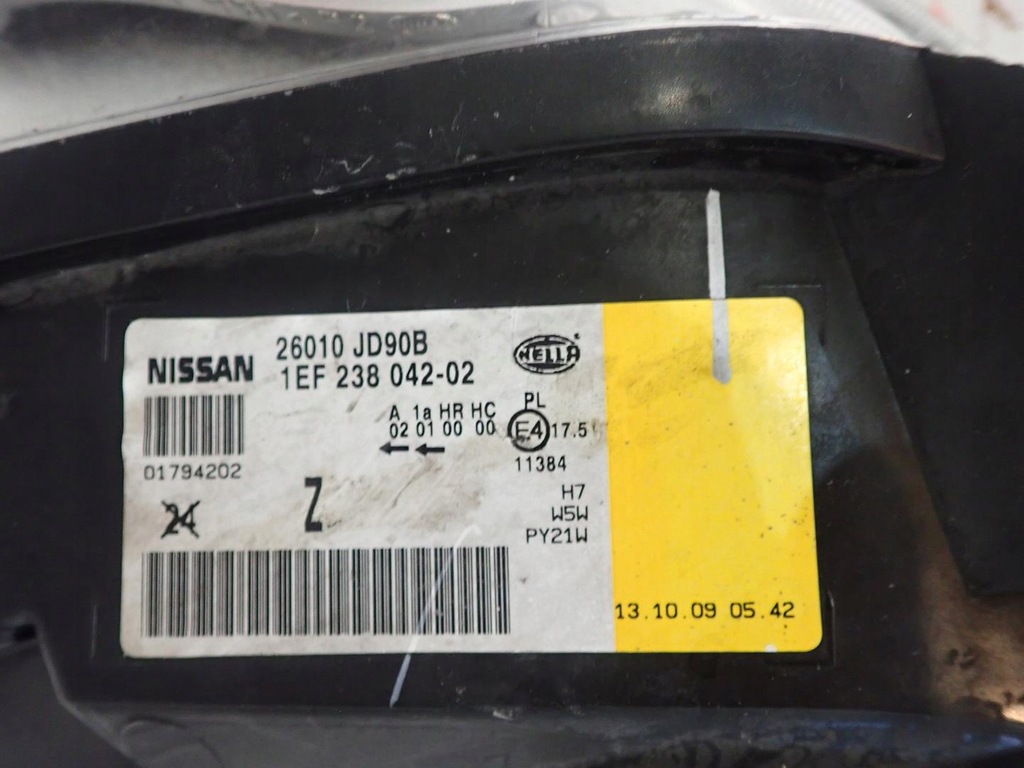 NISSAN
26010 JD90B
1EF 238 042-02
HELLA
A 1a HR HC
02 01 00 00
PL
E4 17.5
11384
01794202
24
Z
H7
W5W
PY21W
13.10.09 05.42